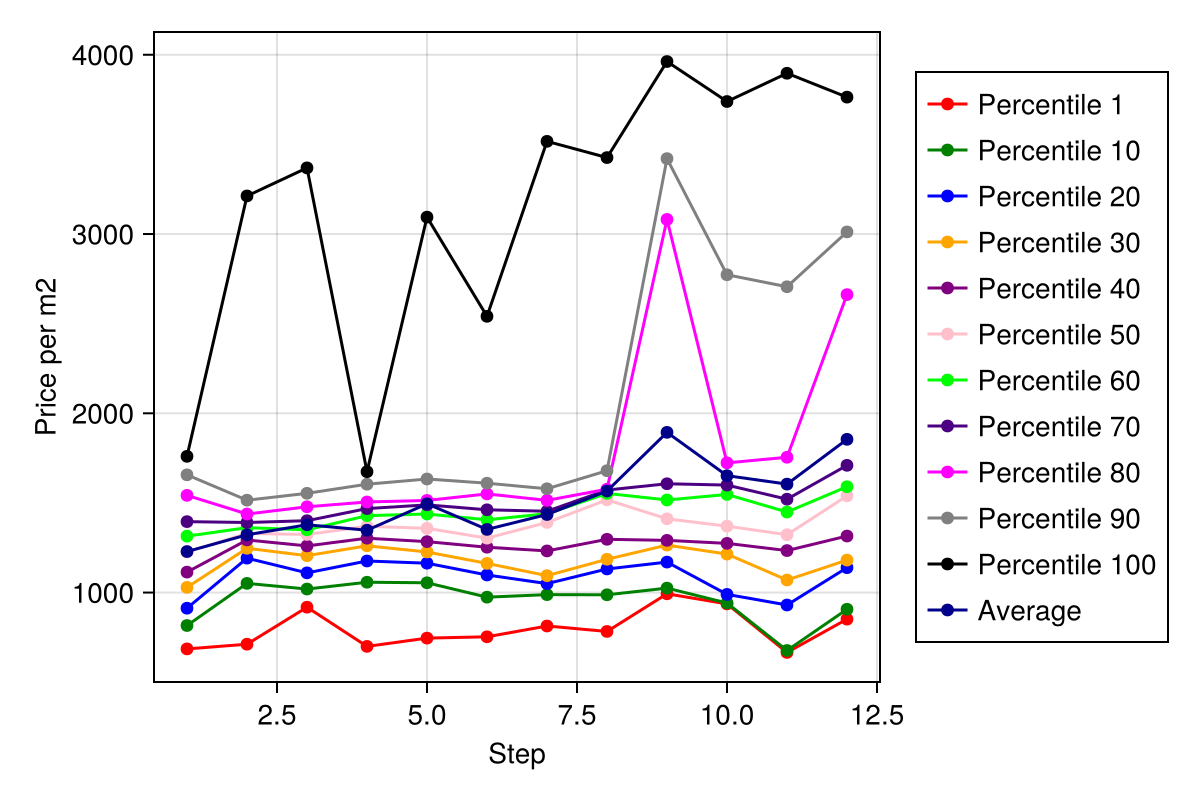 4000
3000
2000
1000
Price per m2
2.5 5.0 7.5 10.0 12.5
Step
Percentile 1
Percentile 10
Percentile 20
Percentile 30
Percentile 40
Percentile 50
Percentile 60
Percentile 70
Percentile 80
Percentile 90
Percentile 100
Average